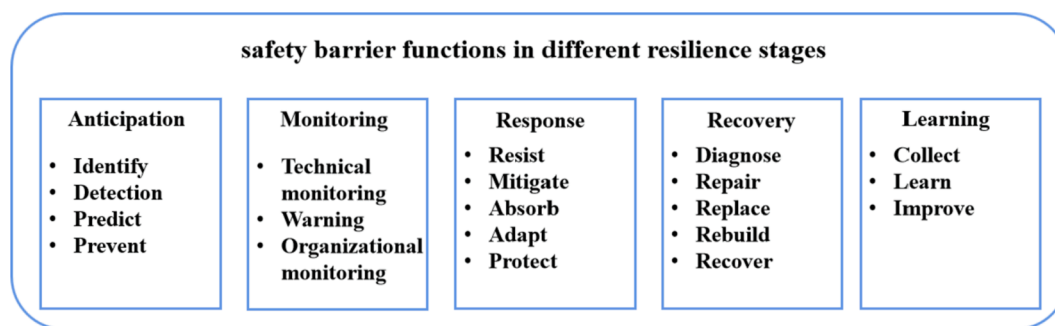 safety barrier functions in different resilience stages
Anticipation
• Identify
• Detection
• Predict
• Prevent
Monitoring
• Technical
monitoring
• Warning
• Organizational
monitoring
Response
• Resist
• Mitigate
• Absorb
• Adapt
• Protect
Recovery
• Diagnose
• Repair
• Replace
• Rebuild
• Recover
Learning
• Collect
• Learn
• Improve